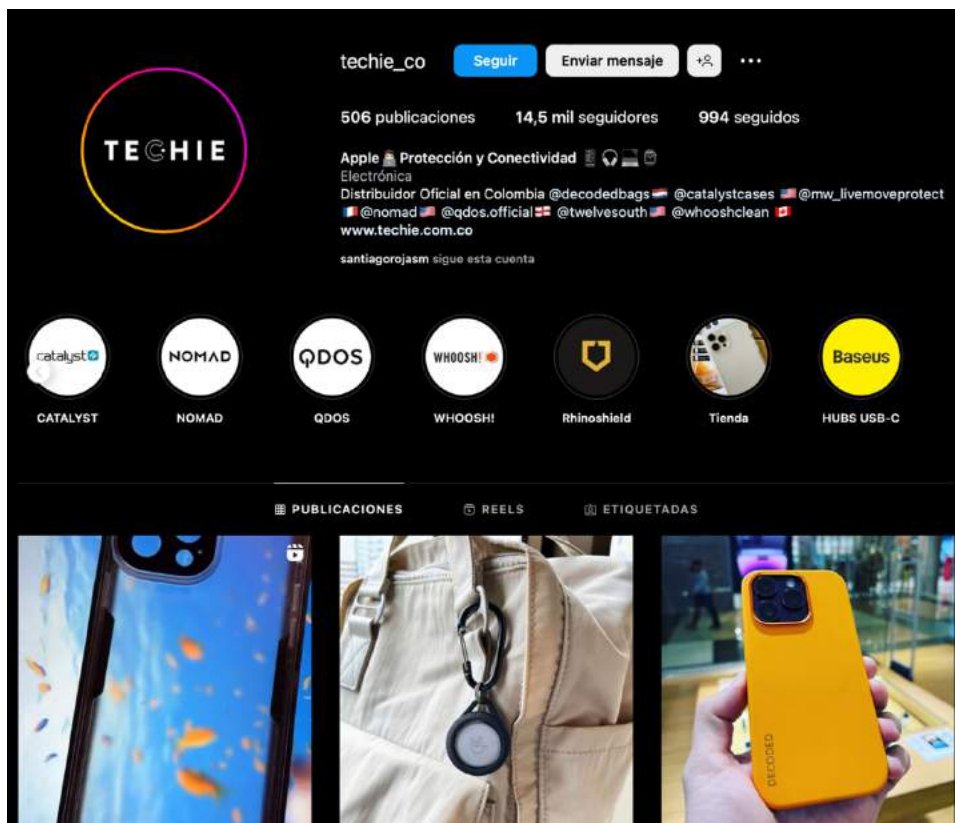 techie_co Seguir Enviar mensaje
TECHIE
506 publicaciones 14,5 mil seguidores 994 seguidos
Apple Protección y Conectividad
Electrónica
Distribuidor Oficial en Colombia @decodedbags @catalystcases @mw_livemoveprotect
@nomad @qdos.official @twelvesouth @whooshclean
www.techie.com.co
santiagorojasm sigue esta cuenta
catalyst NOMAD QDOS WHOOSH! Baseus
CATALYST NOMAD QDOS WHOOSH! Rhinoshield Tienda HUBS USB-C
PUBLICACIONES REELS ETIQUETADAS
DECODED